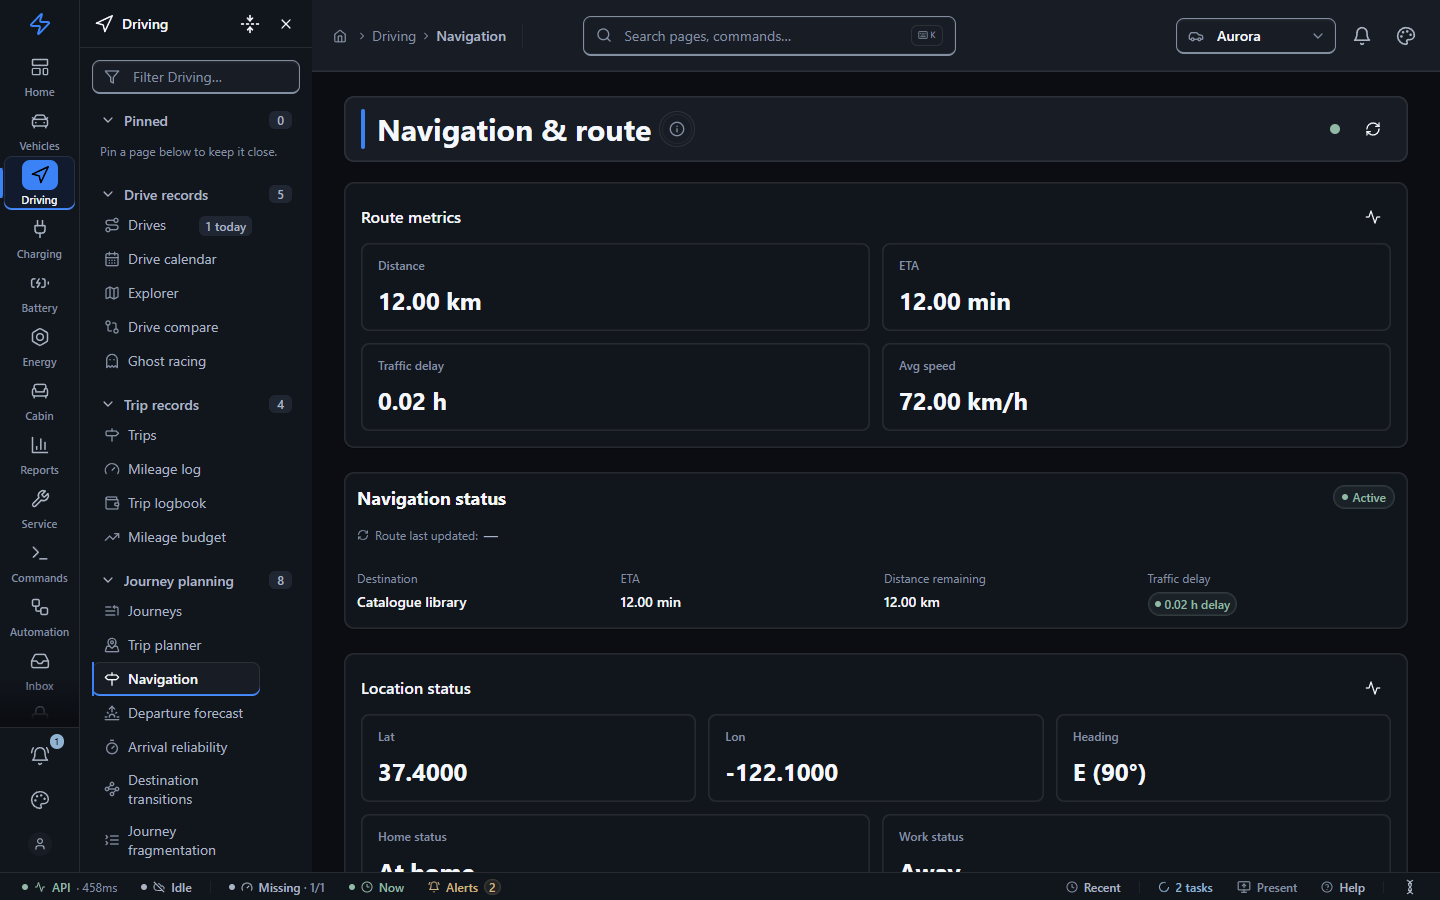 Driving
Driving
Navigation
Search pages, commands...
K
Aurora
Home
Vehicles
Driving
Charging
Battery
Energy
Cabin
Reports
Service
Commands
Automation
Inbox
1
Filter Driving...
Pinned 0
Pin a page below to keep it close.
Drive records 5
Drives 1 today
Drive calendar
Explorer
Drive compare
Ghost racing
Trip records 4
Trips
Mileage log
Trip logbook
Mileage budget
Journey planning 8
Journeys
Trip planner
Navigation
Departure forecast
Arrival reliability
Destination
transitions
Journey
fragmentation
Navigation & route
Route metrics
Distance
12.00 km
ETA
12.00 min
Traffic delay
0.02 h
Avg speed
72.00 km/h
Navigation status
Active
Route last updated: —
Destination
Catalogue library
ETA
12.00 min
Distance remaining
12.00 km
Traffic delay
0.02 h delay
Location status
Lat
37.4000
Lon
-122.1000
Heading
E (90°)
Home status
At home
Work status
Away
API · 458ms
Idle
Missing · 1/1
Now
Alerts 2
Recent
2 tasks
Present
Help